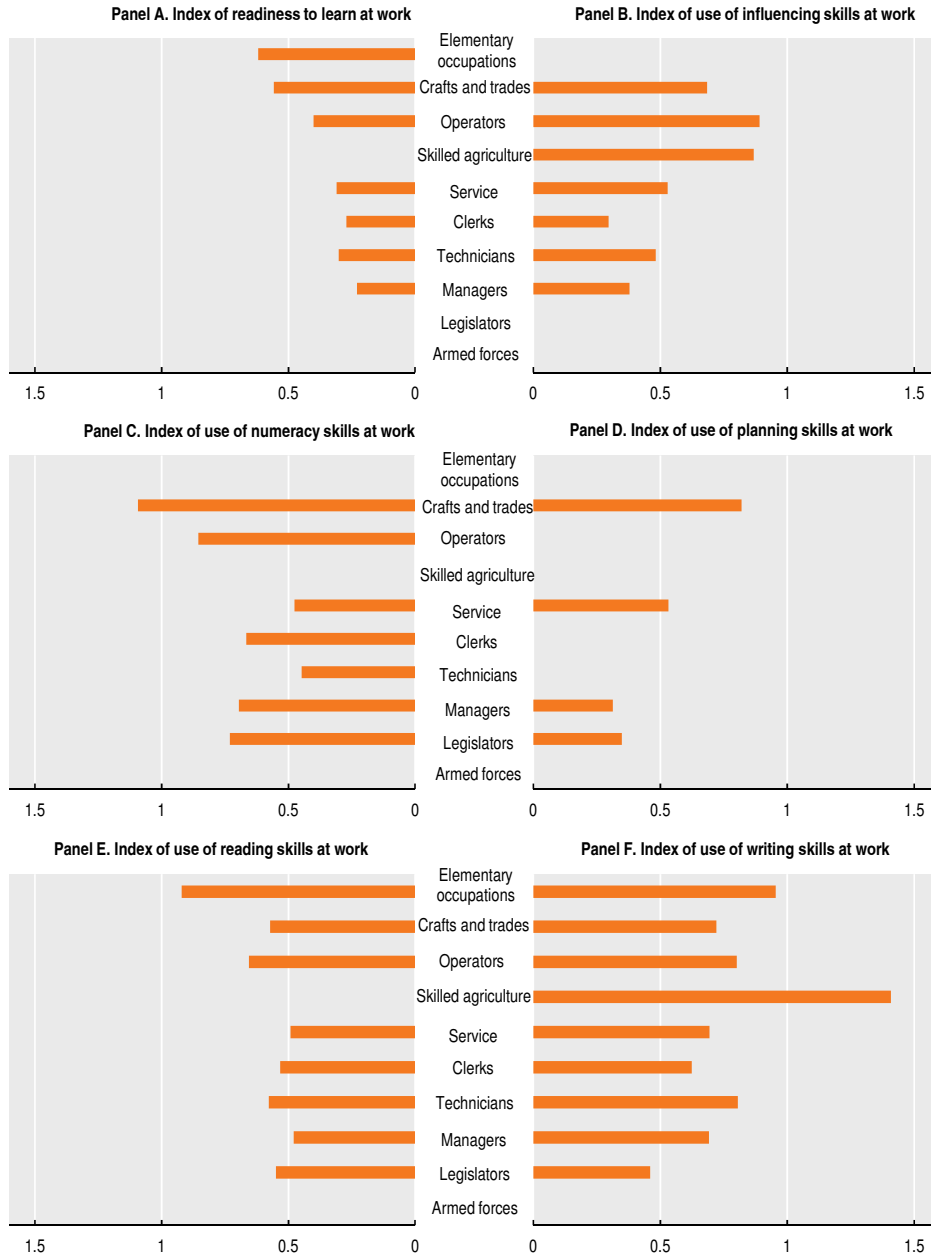 Panel A. Index of readiness to learn at work
Panel B. Index of use of influencing skills at work
Elementary
occupations
Crafts and trades
Operators
Skilled agriculture
Service
Clerks
Technicians
Managers
Legislators
Armed forces
1.5 1 0.5 0
0 0.5 1 1.5
Panel C. Index of use of numeracy skills at work
Panel D. Index of use of planning skills at work
Elementary
occupations
Crafts and trades
Operators
Skilled agriculture
Service
Clerks
Technicians
Managers
Legislators
Armed forces
1.5 1 0.5 0
0 0.5 1 1.5
Panel E. Index of use of reading skills at work
Panel F. Index of use of writing skills at work
Elementary
occupations
Crafts and trades
Operators
Skilled agriculture
Service
Clerks
Technicians
Managers
Legislators
Armed forces
1.5 1 0.5 0
0 0.5 1 1.5